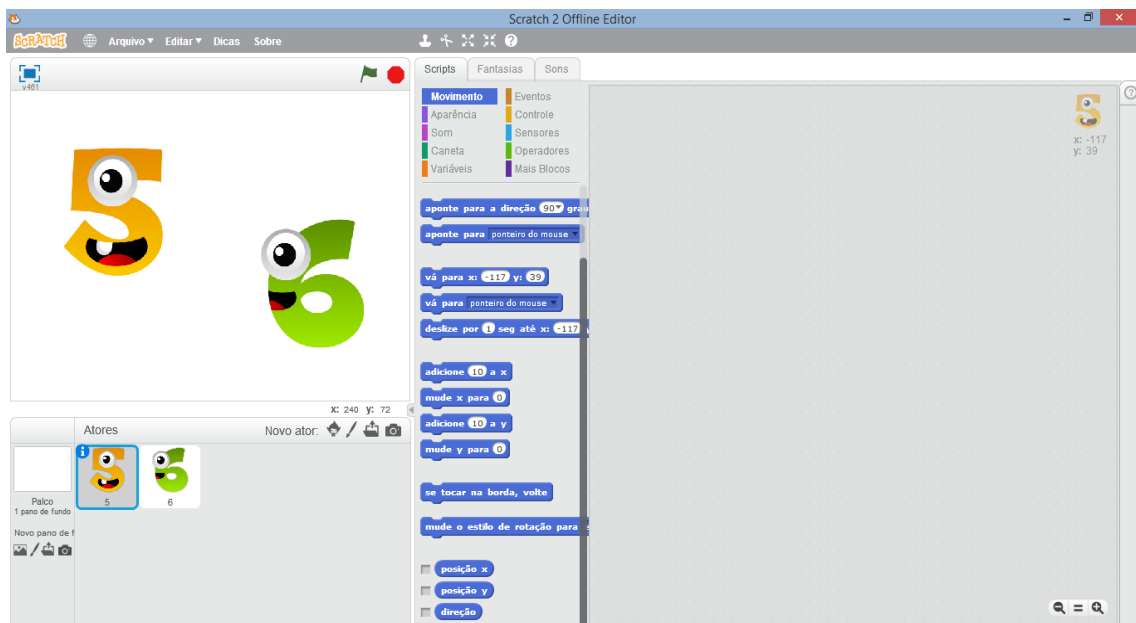 Scratch 2 Offline Editor
SCRATCH Arquivo Editar Dicas Sobre
v461
Scripts Fantasias Sons
Movimento Eventos
Aparência Controle
Som Sensores
Caneta Operadores
Variáveis Mais Blocos
x: -117
y: 39
aponte para a direção 90 grau
aponte para ponteiro do mouse
vá para x: -117 y: 39
vá para ponteiro do mouse
deslize por 1 seg até x: -117
adicione 10 a x
mude x para 0
adicione 10 a y
mude y para 0
se tocar na borda, volte
mude o estilo de rotação para
posição x
posição y
direção
5
6
X: 240 y: 72
Atores Novo ator:
Palco
1 pano de fundo
Novo pano de f
5
6